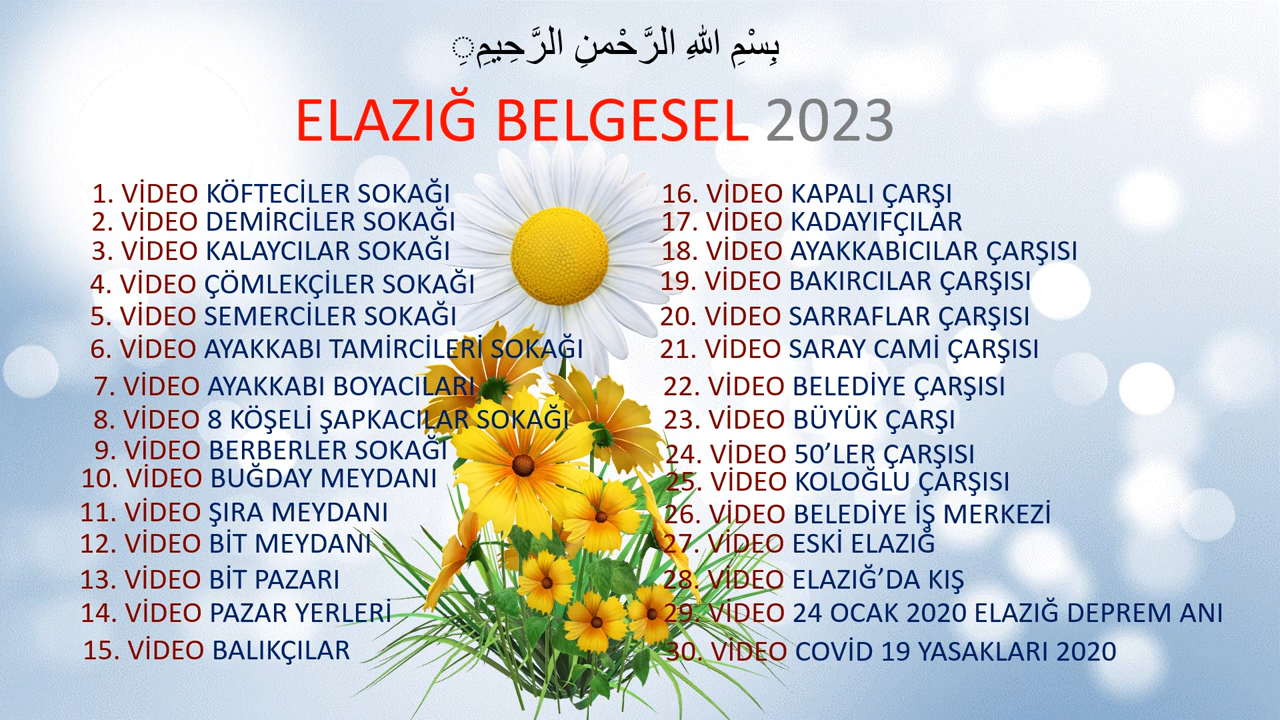 بِسْمِ اللهِ الرَّحْمنِ الرَّحِيمِ
ELAZIĞ BELGESEL 2023
1. VİDEO KÖFTECİLER SOKAĞI
2. VİDEO DEMİRCİLER SOKAĞI
3. VİDEO KALAYCILAR SOKAĞI
4. VİDEO ÇÖMLEKÇİLER SOKAĞI
5. VİDEO SEMERCİLER SOKAĞI
6. VİDEO AYAKKABI TAMİRCİLERİ SOKAĞI
7. VİDEO AYAKKABI BOYACILARI
8. VİDEO 8 KÖŞELİ ŞAPKACILAR SOKAĞI
9. VİDEO BERBERLER SOKAĞI
10. VİDEO BUĞDAY MEYDANI
11. VİDEO ŞIRA MEYDANI
12. VİDEO BİT MEYDANI
13. VİDEO BİT PAZARI
14. VİDEO PAZAR YERLERİ
15. VİDEO BALIKÇILAR
16. VİDEO KAPALI ÇARŞI
17. VİDEO KADAYIFÇILAR
18. VİDEO AYAKKABICILAR ÇARŞISI
19. VİDEO BAKIRCILAR ÇARŞISI
20. VİDEO SARRAFLAR ÇARŞISI
21. VİDEO SARAY CAMİ ÇARŞISI
22. VİDEO BELEDİYE ÇARŞISI
23. VİDEO BÜYÜK ÇARŞI
24. VİDEO 50’LER ÇARŞISI
25. VİDEO KOLOĞLU ÇARŞISI
26. VİDEO BELEDİYE İŞ MERKEZİ
27. VİDEO ESKİ ELAZIĞ
28. VİDEO ELAZIĞ’DA KIŞ
29. VİDEO 24 OCAK 2020 ELAZIĞ DEPREM ANI
30. VİDEO COVİD 19 YASAKLARI 2020